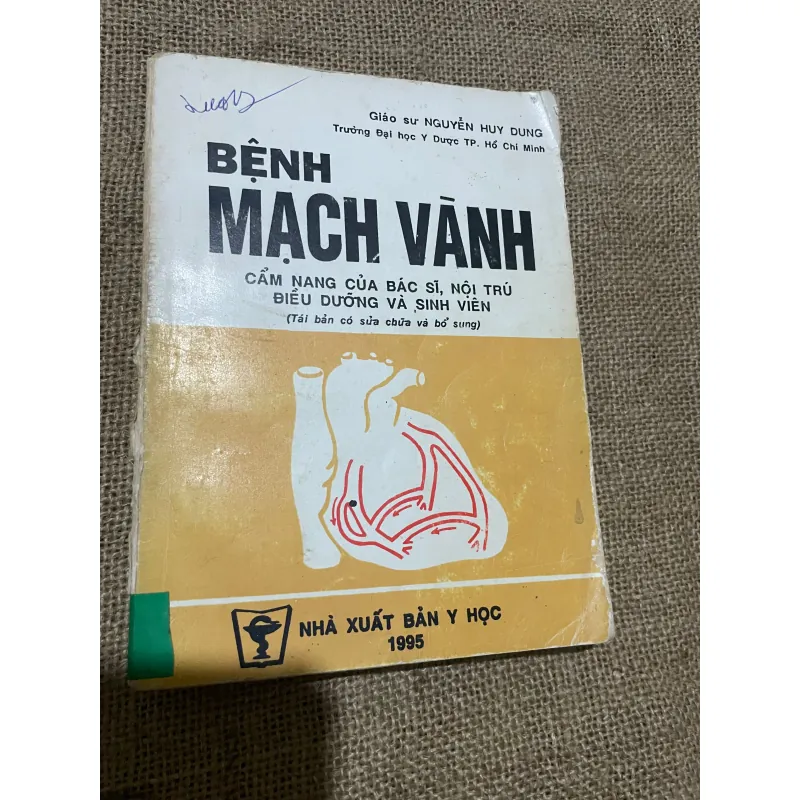 Giáo sư NGUYỄN HUY DUNG
Trường Đại học Y Dược TP. Hồ Chí Minh
BỆNH
MẠCH VÀNH
CẨM NANG CỦA BÁC SĨ, NỘI TRÚ
ĐIỀU DƯỠNG VÀ SINH VIÊN
(Tái bản có sửa chữa và bổ sung)
NHÀ XUẤT BẢN Y HỌC
1995